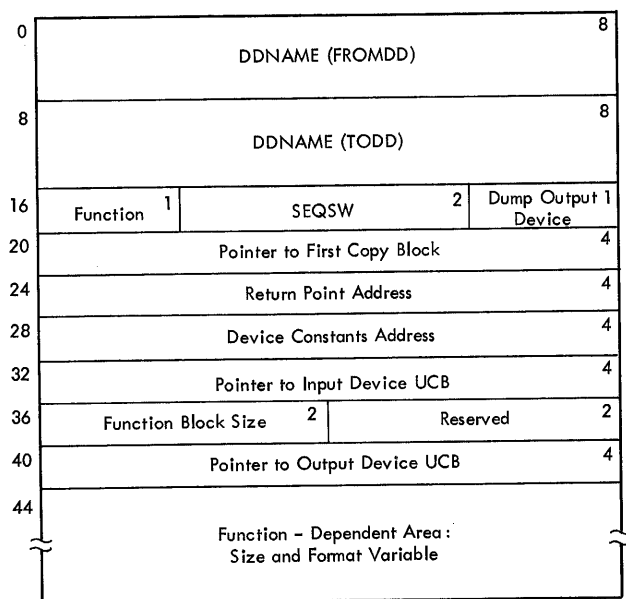 0 8
DDNAME (FROMDD)
8 8
DDNAME (TODD)
16 Function 1 SEQSW 2 Dump Output 1
Device
20 Pointer to First Copy Block 4
24 Return Point Address 4
28 Device Constants Address 4
32 Pointer to Input Device UCB 4
36 Function Block Size 2 Reserved 2
40 Pointer to Output Device UCB 4
44
Function - Dependent Area:
Size and Format Variable